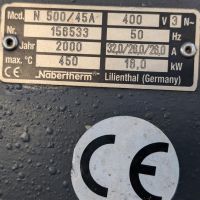 Mod. N 500/45A 400 V 3 N~
Nr. 156533 50 Hz
Jahr 2000 32,0/26,0/26,0 A
max. °C 450 18,0 kW
Nabertherm Lilienthal (Germany)
CE